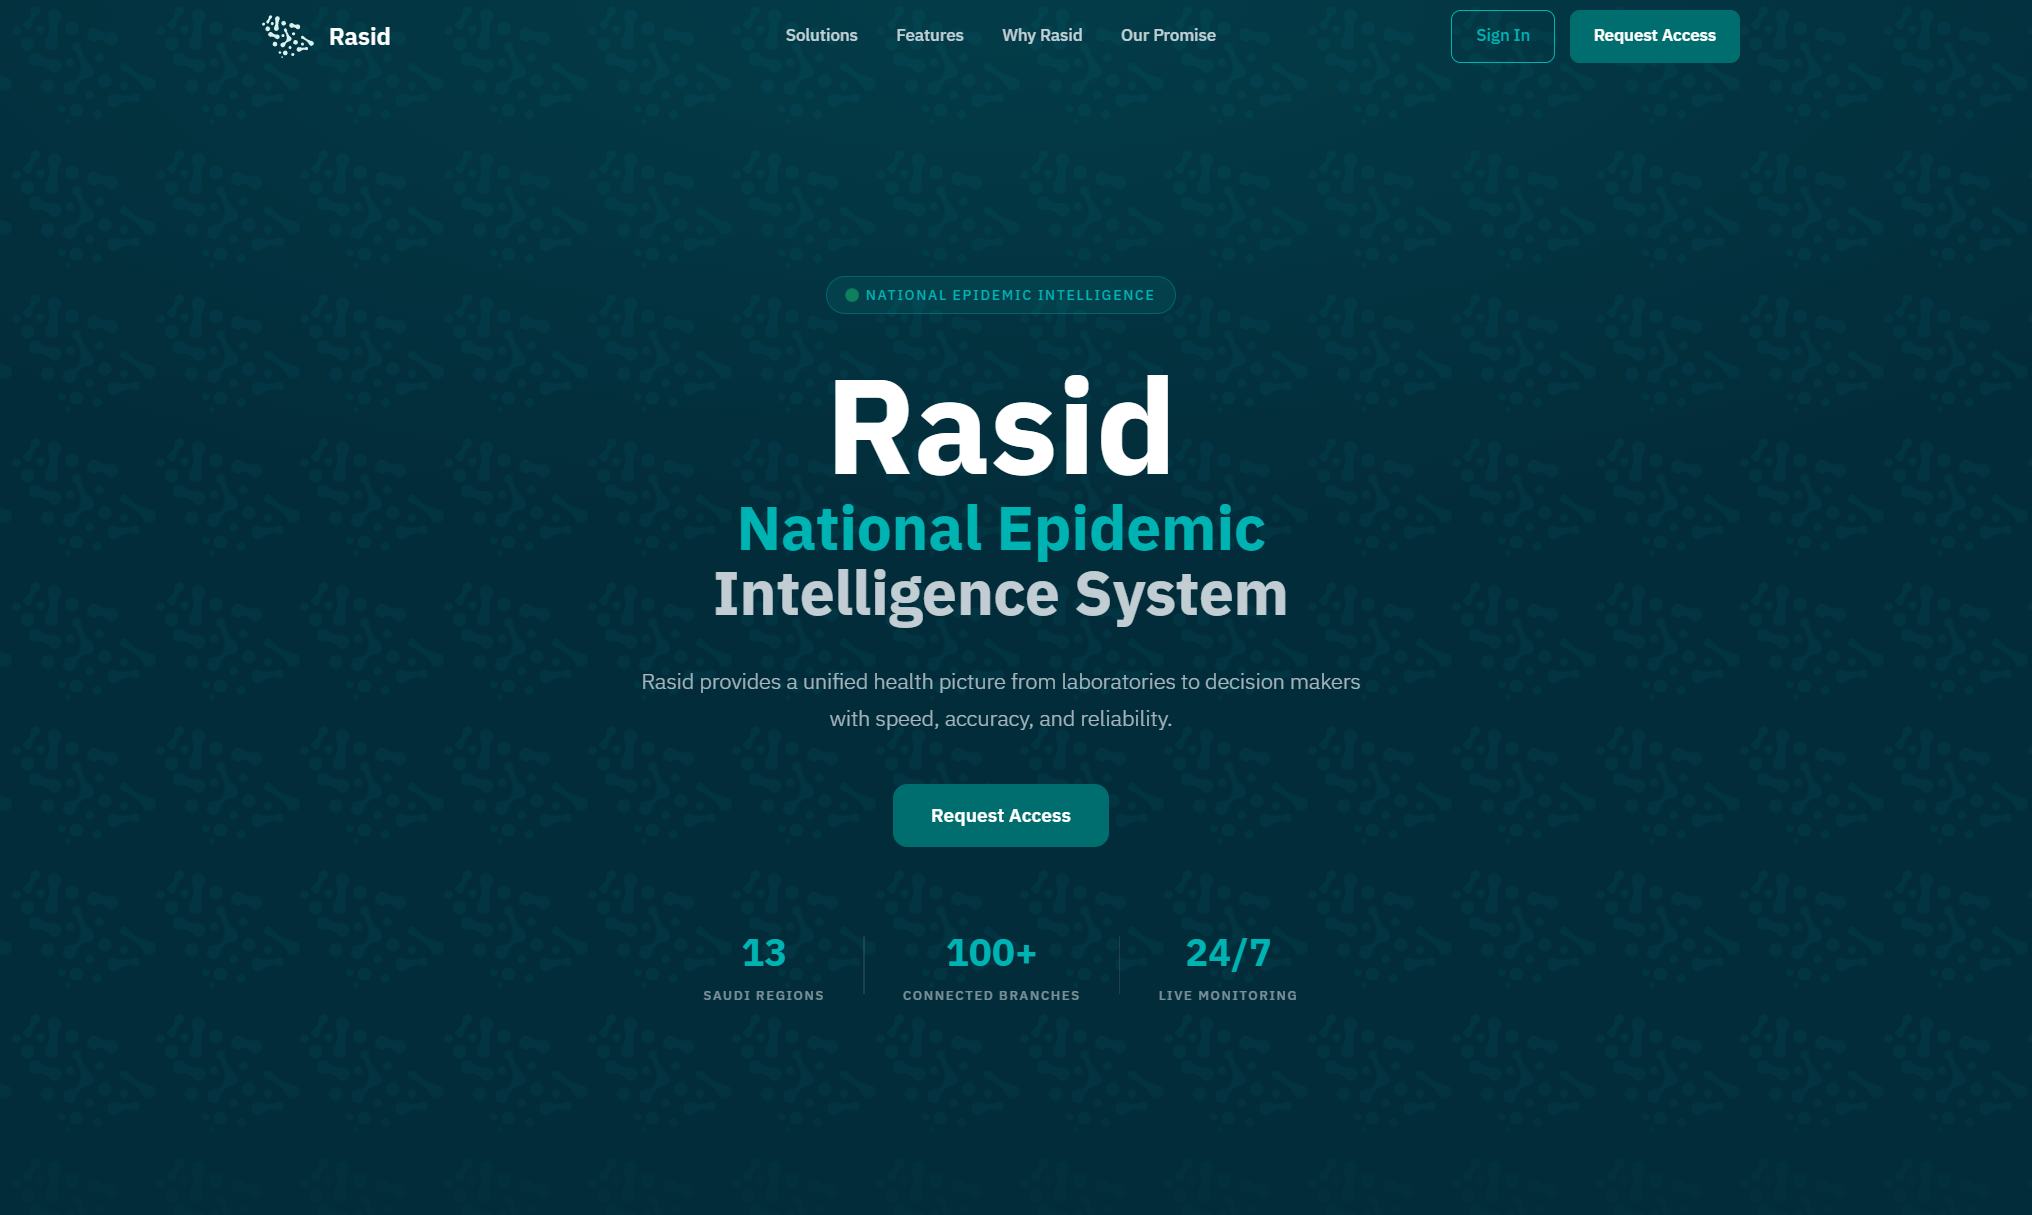 Rasid
Solutions
Features
Why Rasid
Our Promise
Sign In
Request Access
NATIONAL EPIDEMIC INTELLIGENCE
Rasid
National Epidemic
Intelligence System
Rasid provides a unified health picture from laboratories to decision makers
with speed, accuracy, and reliability.
Request Access
13
SAUDI REGIONS
100+
CONNECTED BRANCHES
24/7
LIVE MONITORING